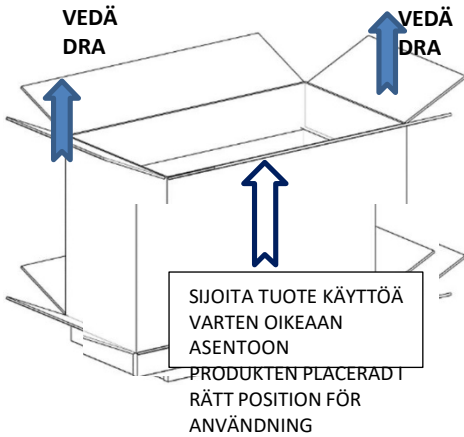 VEDÄ
DRA
VEDÄ
DRA
SIJOITA TUOTE KÄYTTÖÄ
VARTEN OIKEAAN
ASENTOON
PRODUKTEN PLACERAD I
RÄTT POSITION FÖR
ANVÄNDNING